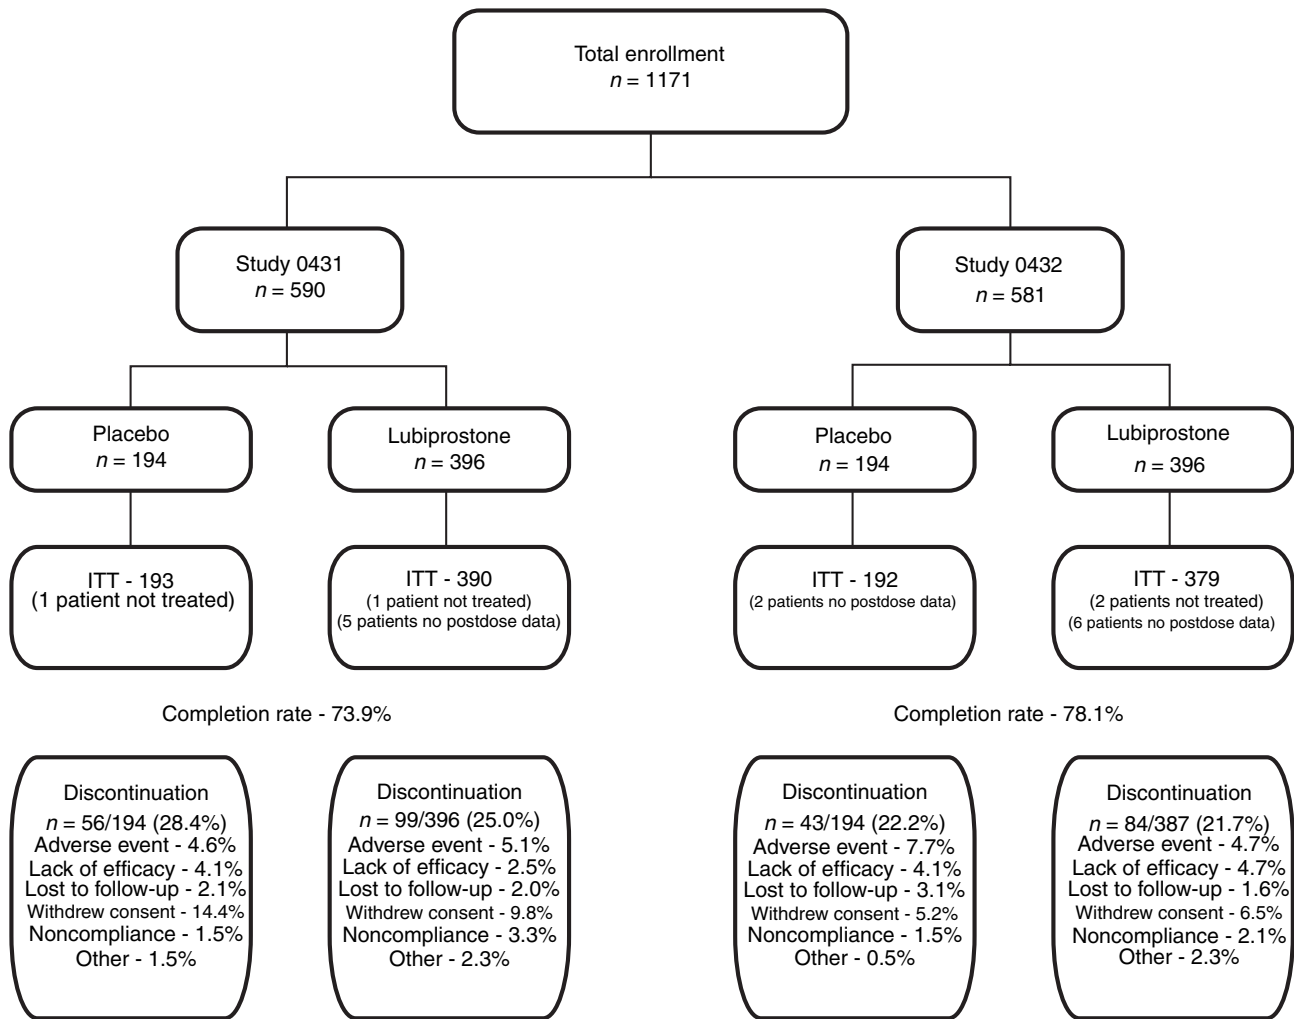 Total enrollment
n = 1171
Study 0431
n = 590
Study 0432
n = 581
Placebo
n = 194
Lubiprostone
n = 396
Placebo
n = 194
Lubiprostone
n = 396
ITT - 193
(1 patient not treated)
ITT - 390
(1 patient not treated)
(5 patients no postdose data)
ITT - 192
(2 patients no postdose data)
ITT - 379
(2 patients not treated)
(6 patients no postdose data)
Completion rate - 73.9%
Completion rate - 78.1%
Discontinuation
n = 56/194 (28.4%)
Adverse event - 4.6%
Lack of efficacy - 4.1%
Lost to follow-up - 2.1%
Withdrew consent - 14.4%
Noncompliance - 1.5%
Other - 1.5%
Discontinuation
n = 99/396 (25.0%)
Adverse event - 5.1%
Lack of efficacy - 2.5%
Lost to follow-up - 2.0%
Withdrew consent - 9.8%
Noncompliance - 3.3%
Other - 2.3%
Discontinuation
n = 43/194 (22.2%)
Adverse event - 7.7%
Lack of efficacy - 4.1%
Lost to follow-up - 3.1%
Withdrew consent - 5.2%
Noncompliance - 1.5%
Other - 0.5%
Discontinuation
n = 84/387 (21.7%)
Adverse event - 4.7%
Lack of efficacy - 4.7%
Lost to follow-up - 1.6%
Withdrew consent - 6.5%
Noncompliance - 2.1%
Other - 2.3%